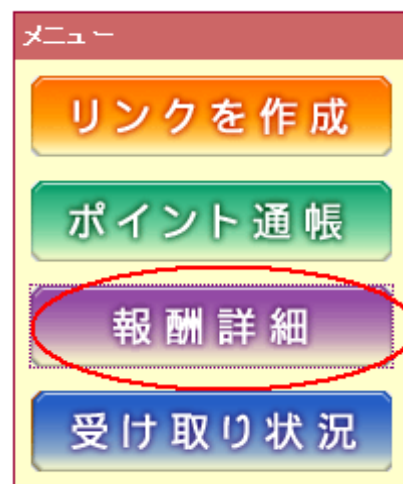 メニュー
リンクを作成
ポイント通帳
報酬詳細
受け取り状況